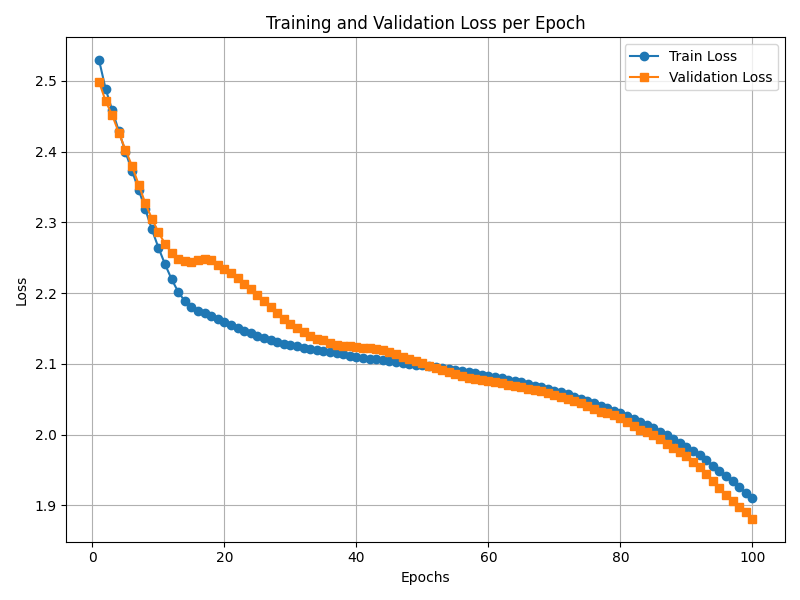 Training and Validation Loss per Epoch
Train Loss
Validation Loss
2.5
2.4
2.3
2.2
2.1
2.0
1.9
Loss
0 20 40 60 80 100
Epochs